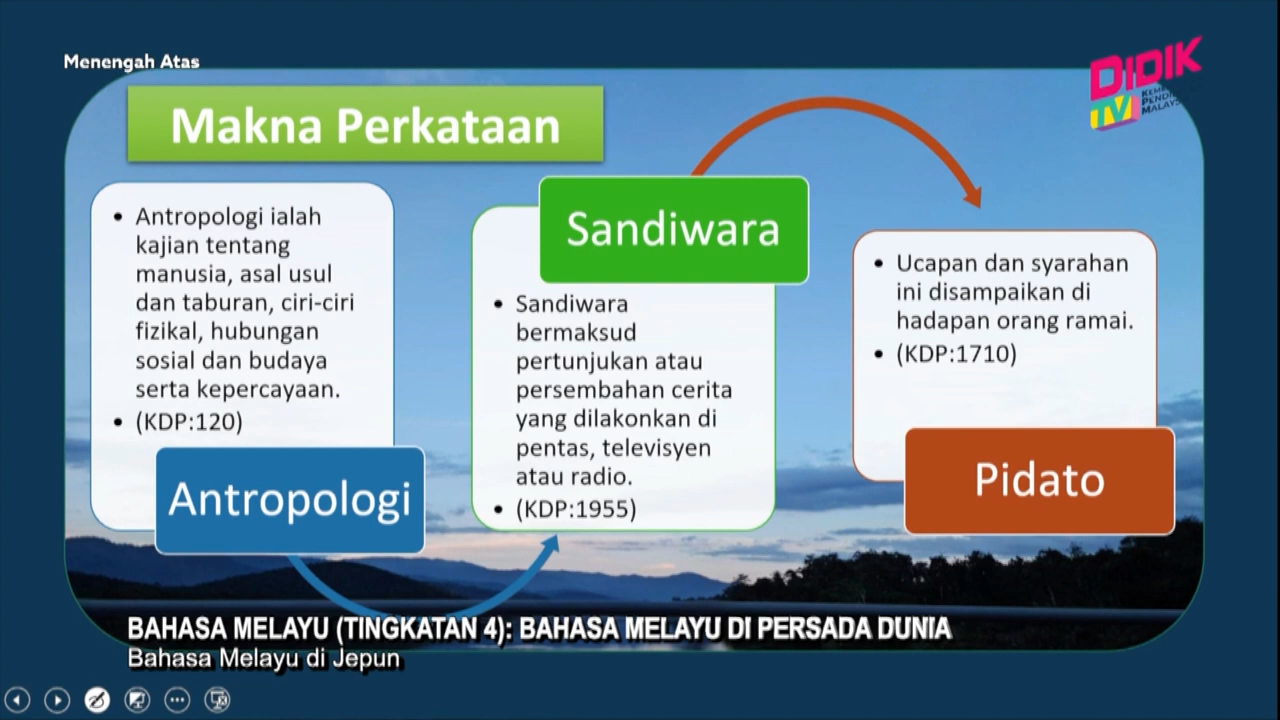 Menengah Atas
DIDIK
TV
Makna Perkataan
• Antropologi ialah
kajian tentang
manusia, asal usul
dan taburan, ciri-ciri
fizikal, hubungan
sosial dan budaya
serta kepercayaan.
• (KDP:120)
Antropologi
Sandiwara
• Sandiwara
bermaksud
pertunjukan atau
persembahan cerita
yang dilakonkan di
pentas, televisyen
atau radio.
• (KDP:1955)
• Ucapan dan syarahan
ini disampaikan di
hadapan orang ramai.
• (KDP:1710)
Pidato
BAHASA MELAYU (TINGKATAN 4): BAHASA MELAYU DI PERSADA DUNIA
Bahasa Melayu di Jepun